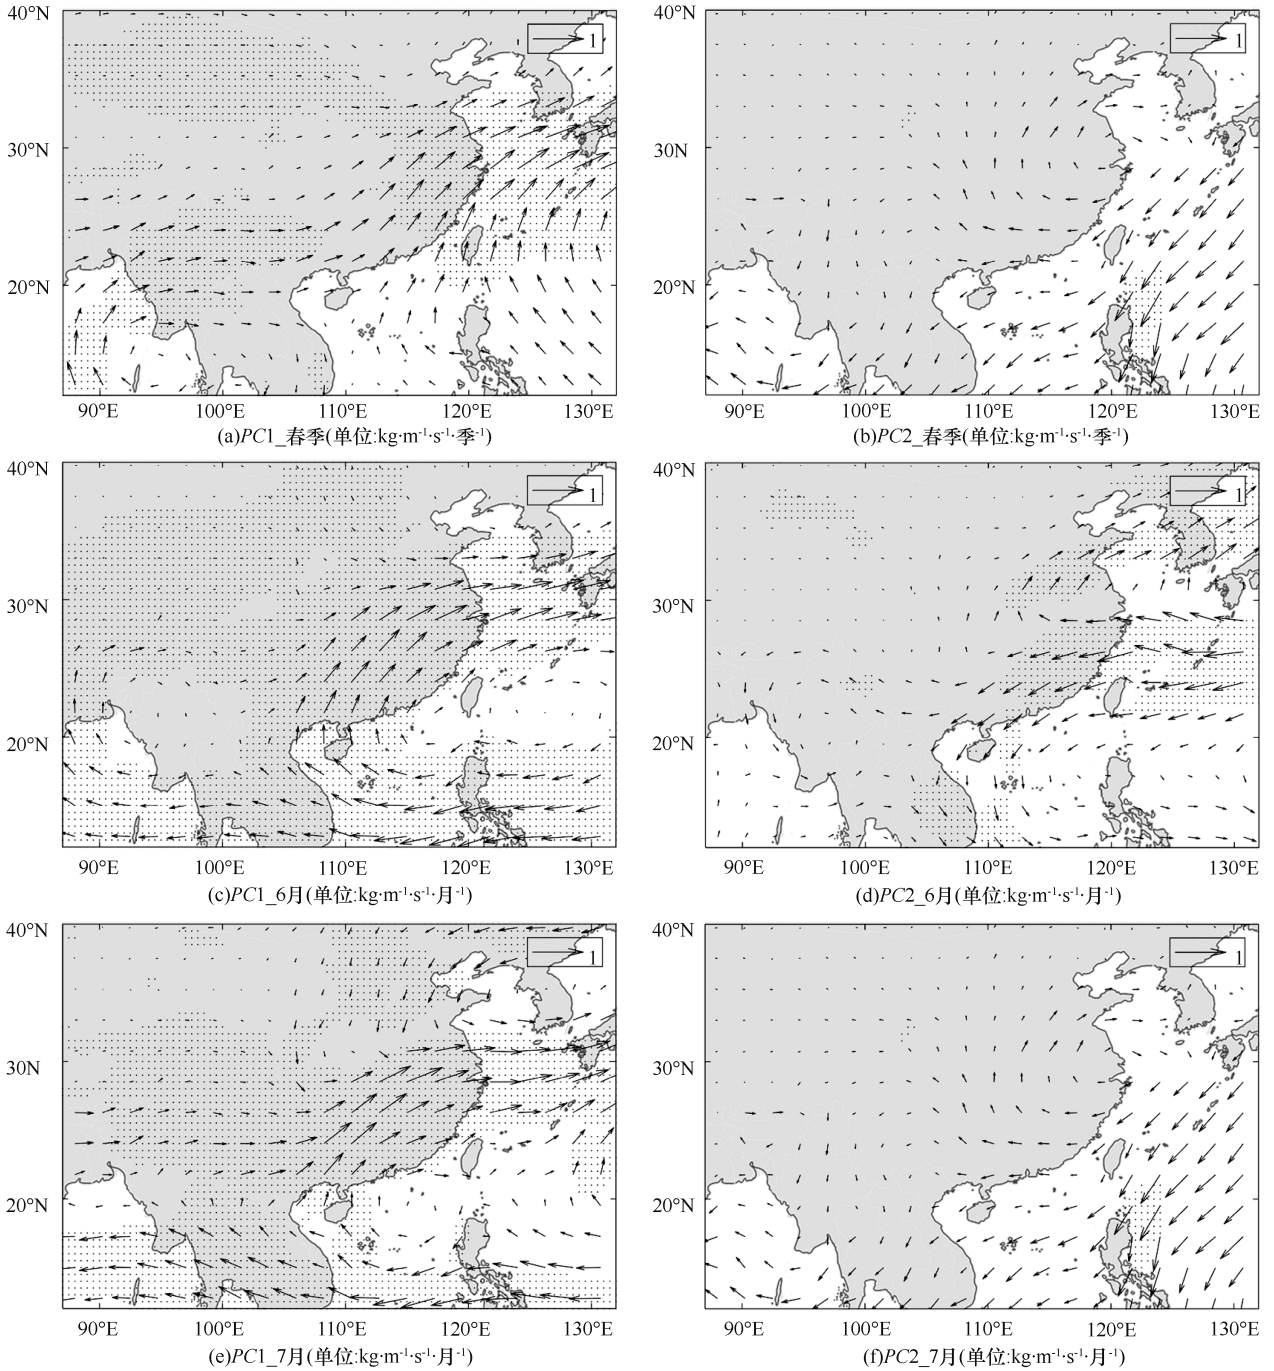 40°N 1 40°N 1
30°N 30N
20°N 20°N
90°E 100°E 110°E 120°E 130°E 90°E 100°E 110°E 120°E 130°E
(a)PC1_春季(单位:kg·m⁻¹·s⁻¹·季⁻¹) (b)PC2_春季(单位:kg·m⁻¹·s⁻¹·季⁻¹)
40°N 1 40°N 1
30°N 30°N
20°N 20°N
90°E 100°E 110°E 120°E 130°E 90°E 100°E 110°E 120°E 130°E
(c)PC1_6月(单位:kg·m⁻¹·s⁻¹·月⁻¹) (d)PC2_6月(单位:kg·m⁻¹·s⁻¹·月⁻¹)
40°N 1 40°N 1
30N 30°N
20°N 20°N
90°E 100°E 110°E 120°E 130°E 90°E 100°E 110°E 120°E 130°E
(e)PC1_7月(单位:kg·m⁻¹·s⁻¹·月⁻¹) (f)PC2_7月(单位:kg·m⁻¹·s⁻¹·月⁻¹)